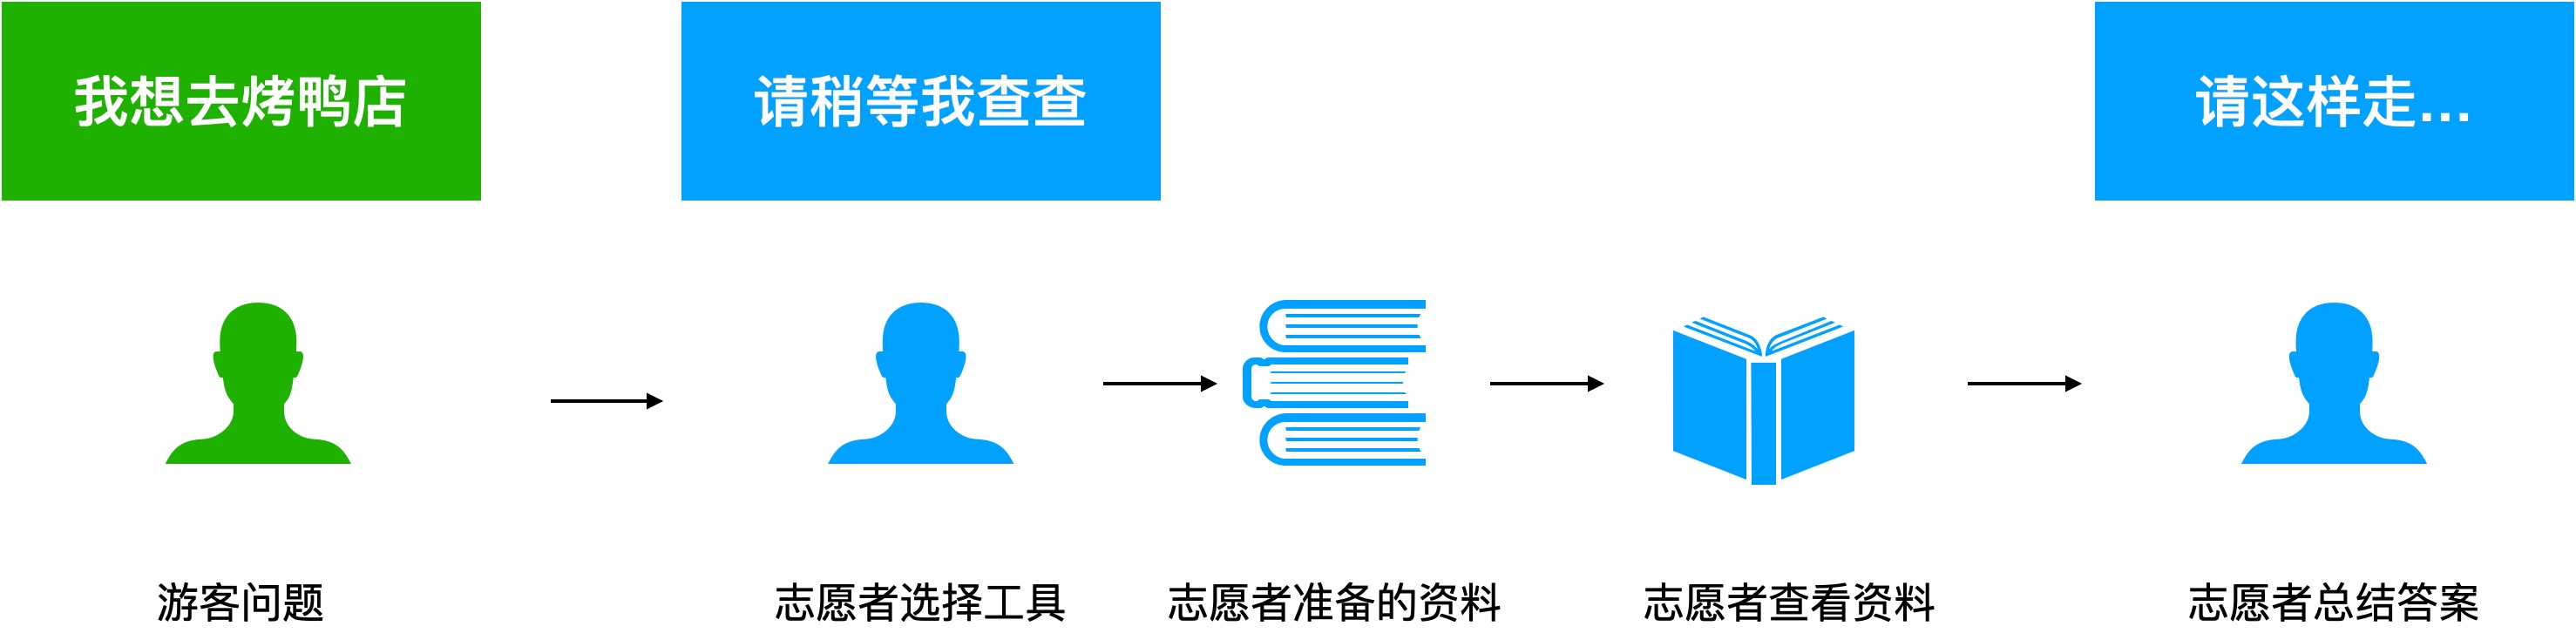 我想去烤鸭店
请稍等我查查
请这样走...
游客问题
志愿者选择工具
志愿者准备的资料
志愿者查看资料
志愿者总结答案